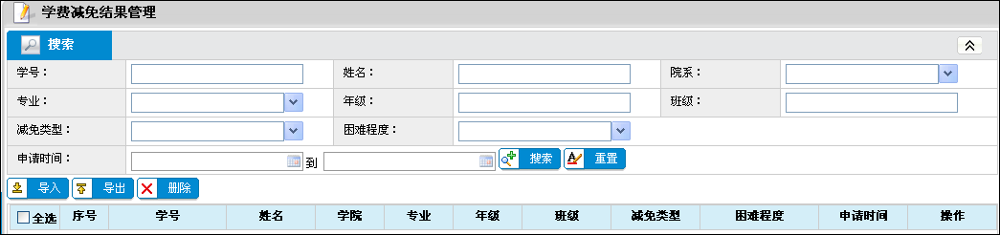 学费减免结果管理
搜索
学号： 姓名： 院系：
专业： 年级： 班级：
减免类型： 困难程度：
申请时间： 到 搜索 重置
导入 导出 删除
全选 序号 学号 姓名 学院 专业 年级 班级 减免类型 困难程度 申请时间 操作